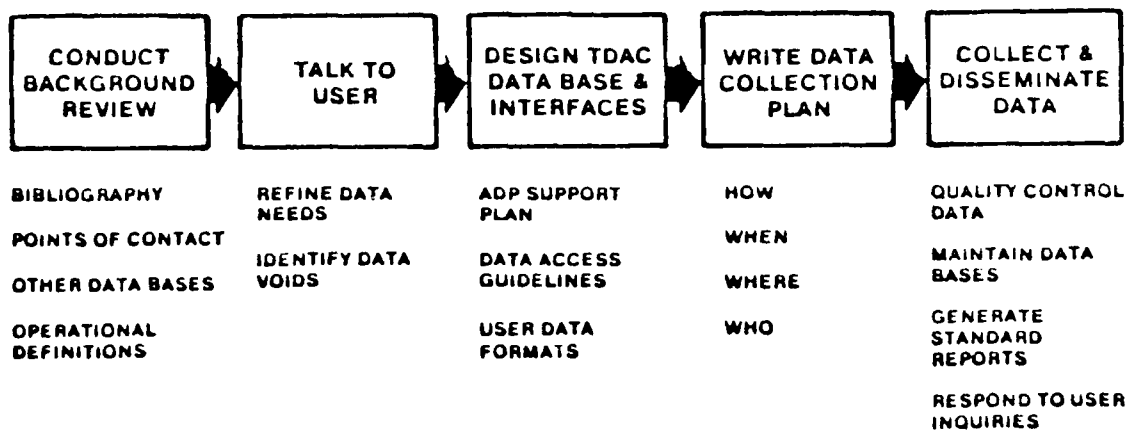 CONDUCT
BACKGROUND
REVIEW
TALK TO
USER
DESIGN TDAC
DATA BASE &
INTERFACES
WRITE DATA
COLLECTION
PLAN
COLLECT &
DISSEMINATE
DATA
BIBLIOGRAPHY
POINTS OF CONTACT
OTHER DATA BASES
OPERATIONAL
DEFINITIONS
REFINE DATA
NEEDS
IDENTIFY DATA
VOIDS
ADP SUPPORT
PLAN
DATA ACCESS
GUIDELINES
USER DATA
FORMATS
HOW
WHEN
WHERE
WHO
QUALITY CONTROL
DATA
MAINTAIN DATA
BASES
GENERATE
STANDARD
REPORTS
RESPOND TO USER
INQUIRIES